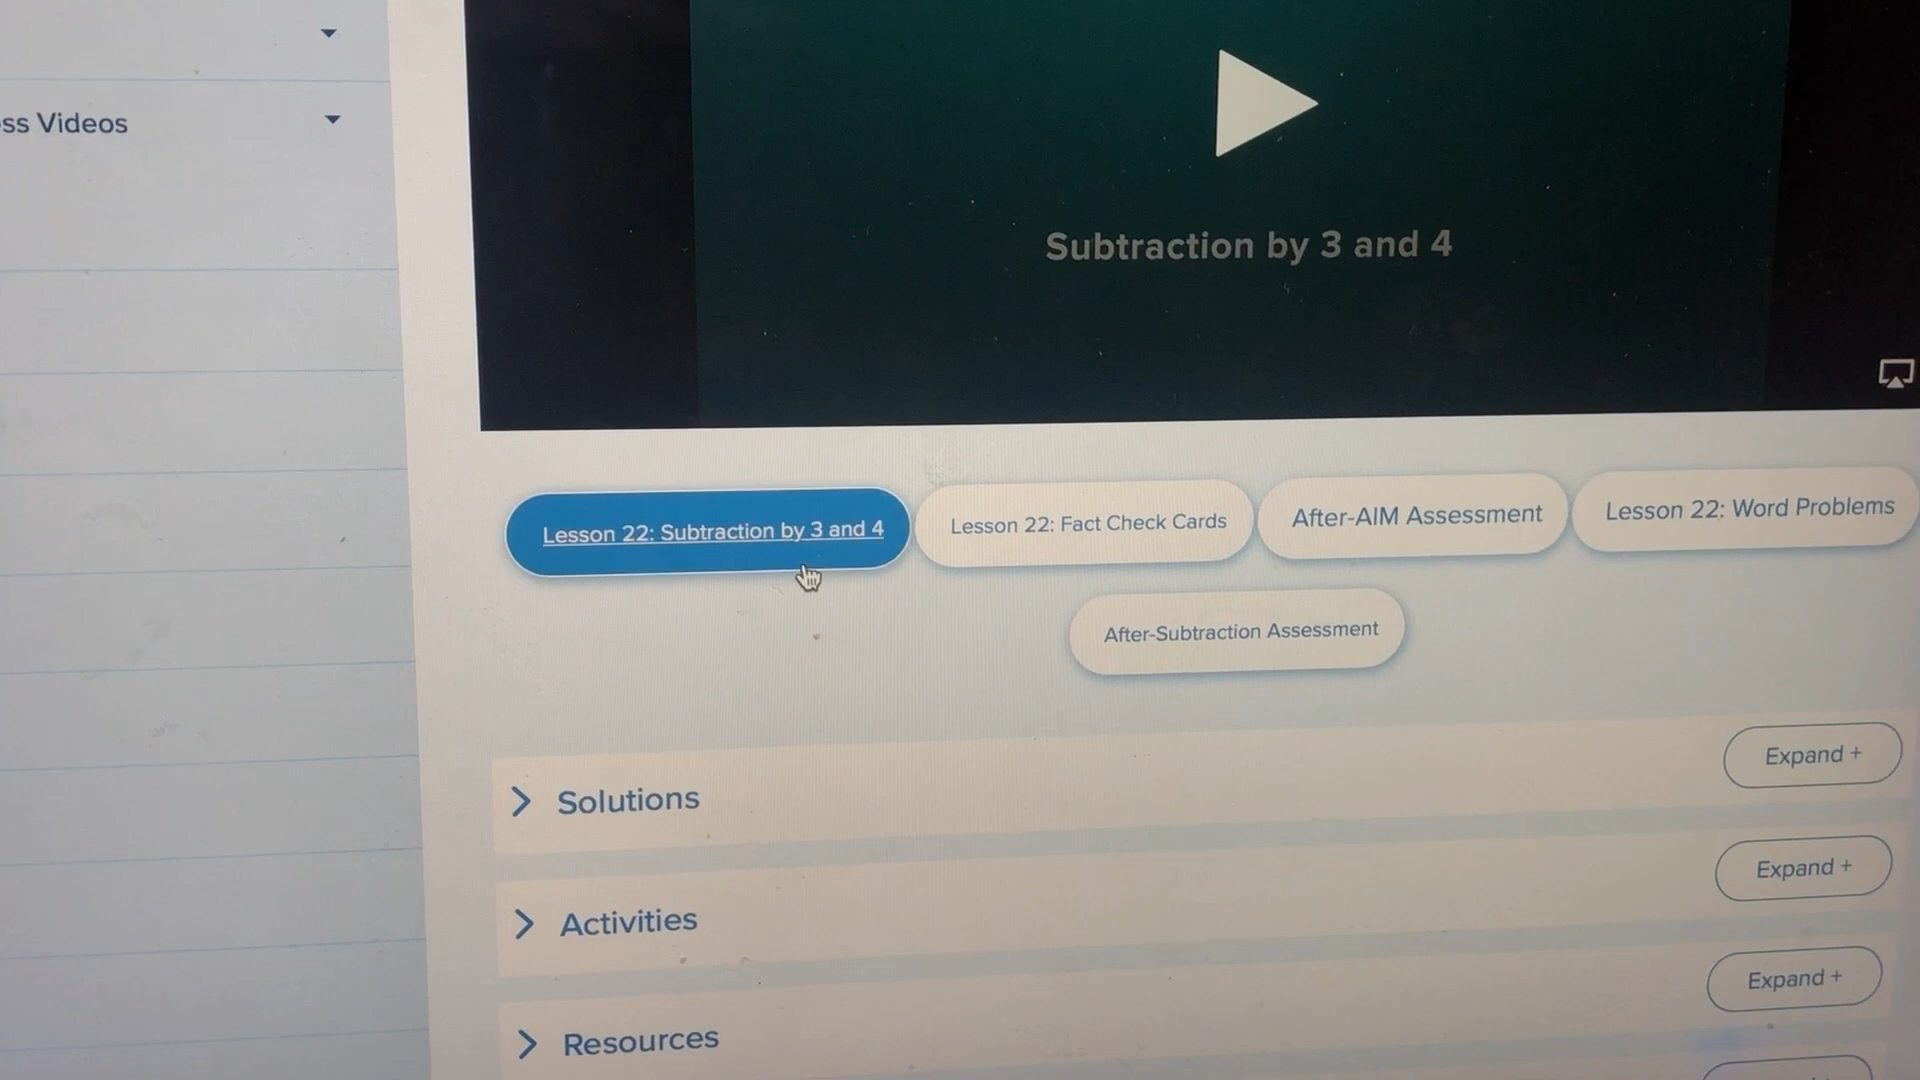 ss Videos
Subtraction by 3 and 4
Lesson 22: Subtraction by 3 and 4
Lesson 22: Fact Check Cards
After-AIM Assessment
Lesson 22: Word Problems
After-Subtraction Assessment
Solutions
Expand +
Activities
Expand +
Resources
Expand +